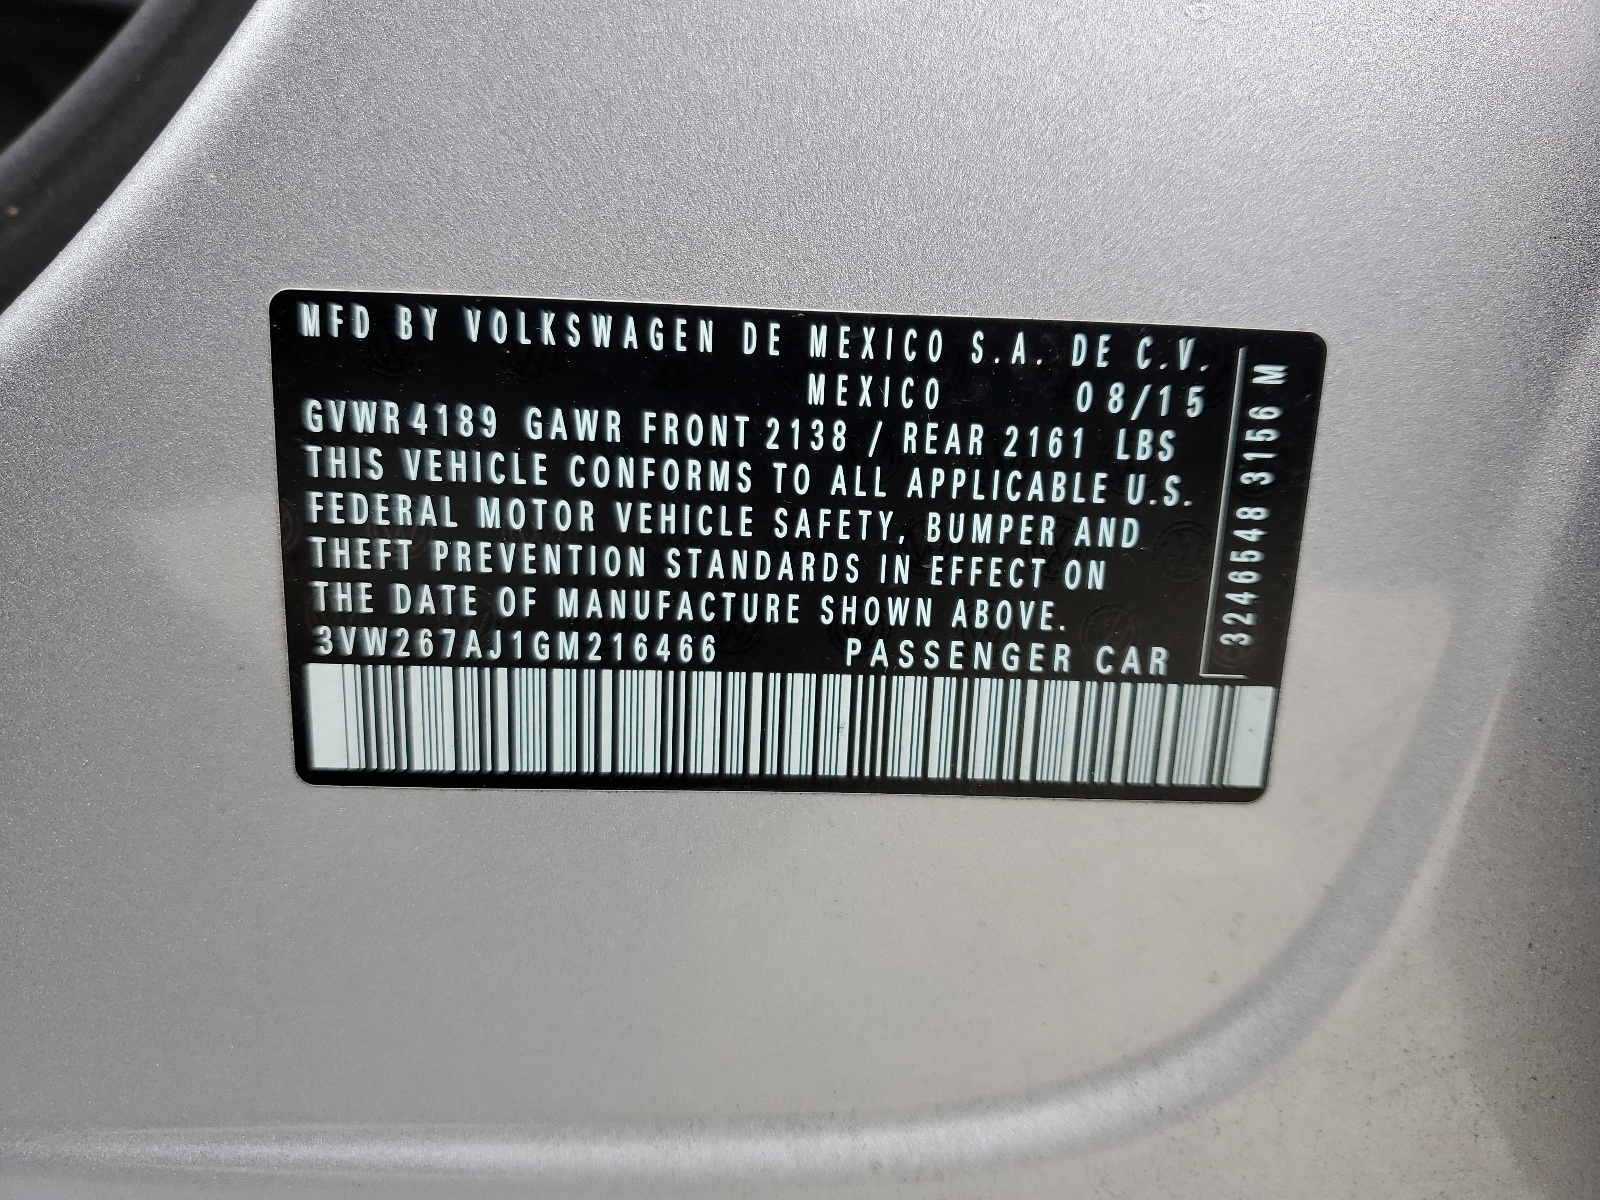 MFD BY VOLKSWAGEN DE MEXICO S.A. DE C.V.
MEXICO 08/15
GVWR 4189 GAWR FRONT 2138 / REAR 2161 LBS
THIS VEHICLE CONFORMS TO ALL APPLICABLE U.S.
FEDERAL MOTOR VEHICLE SAFETY, BUMPER AND
THEFT PREVENTION STANDARDS IN EFFECT ON
THE DATE OF MANUFACTURE SHOWN ABOVE.
3VW267AJ1GM216466 PASSENGER CAR
3246548 3156 M